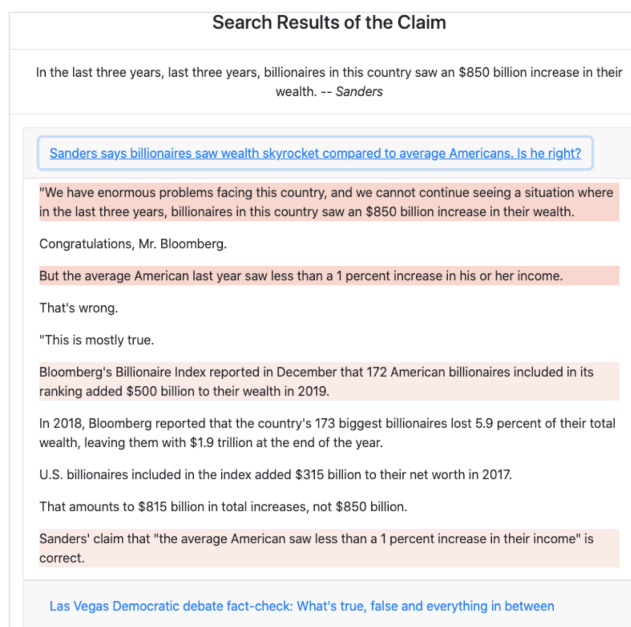 Search Results of the Claim
In the last three years, last three years, billionaires in this country saw an $850 billion increase in their
wealth. -- Sanders
Sanders says billionaires saw wealth skyrocket compared to average Americans. Is he right?
"We have enormous problems facing this country, and we cannot continue seeing a situation where
in the last three years, billionaires in this country saw an $850 billion increase in their wealth.
Congratulations, Mr. Bloomberg.
But the average American last year saw less than a 1 percent increase in his or her income.
That's wrong.
"This is mostly true.
Bloomberg's Billionaire Index reported in December that 172 American billionaires included in its
ranking added $500 billion to their wealth in 2019.
In 2018, Bloomberg reported that the country's 173 biggest billionaires lost 5.9 percent of their total
wealth, leaving them with $1.9 trillion at the end of the year.
U.S. billionaires included in the index added $315 billion to their net worth in 2017.
That amounts to $815 billion in total increases, not $850 billion.
Sanders' claim that "the average American saw less than a 1 percent increase in their income" is
correct.
Las Vegas Democratic debate fact-check: What's true, false and everything in between